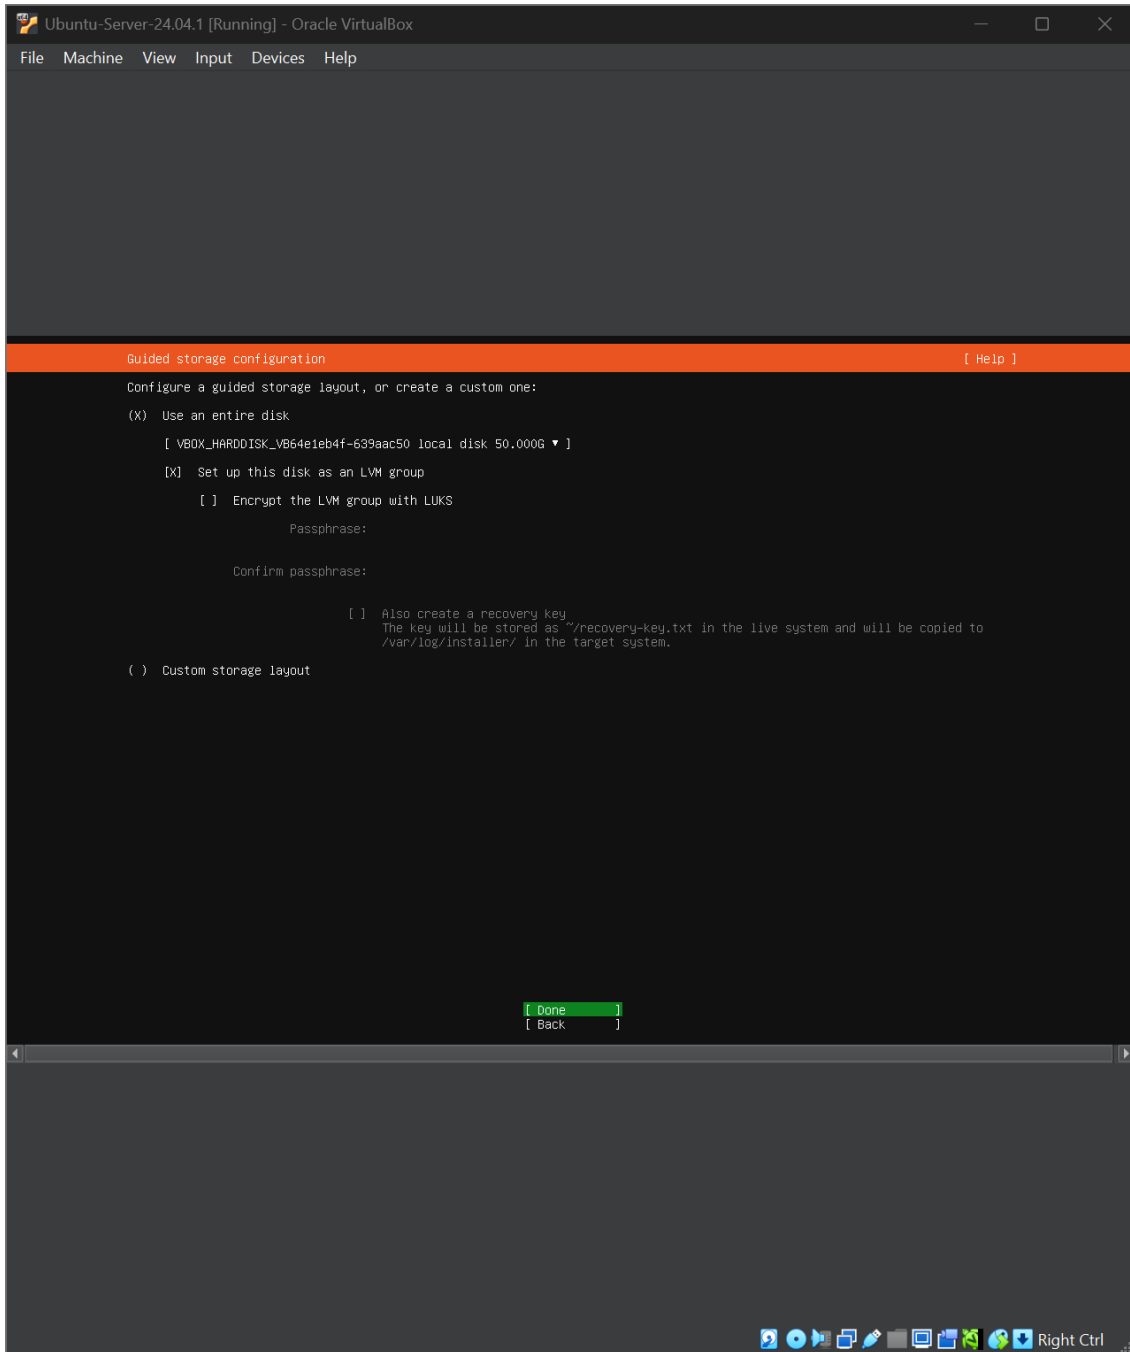 Ubuntu-Server-24.04.1 [Running] - Oracle VirtualBox
File Machine View Input Devices Help
Guided storage configuration [ Help ]
Configure a guided storage layout, or create a custom one:
(X) Use an entire disk
[ VBOX_HARDDISK_VB64e1eb4f-639aac50 local disk 50.000G ▾ ]
[X] Set up this disk as an LVM group
[ ] Encrypt the LVM group with LUKS
Passphrase:
Confirm passphrase:
[ ] Also create a recovery key
The key will be stored as ~/recovery-key.txt in the live system and will be copied to
/var/log/installer/ in the target system.
( ) Custom storage layout
[ Done ]
[ Back ]
Right Ctrl